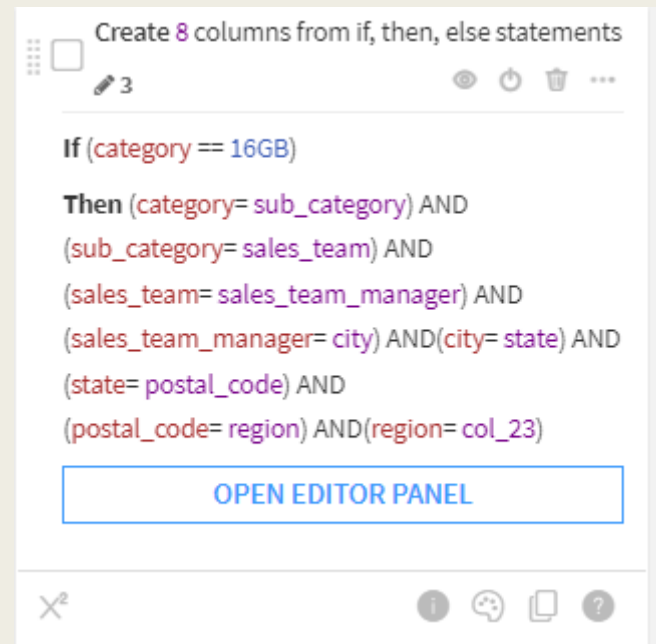 Create 8 columns from if, then, else statements
3
If (category == 16GB)
Then (category= sub_category) AND
(sub_category= sales_team) AND
(sales_team= sales_team_manager) AND
(sales_team_manager= city) AND(city= state) AND
(state= postal_code) AND
(postal_code= region) AND(region= col_23)
OPEN EDITOR PANEL
X²
i
?